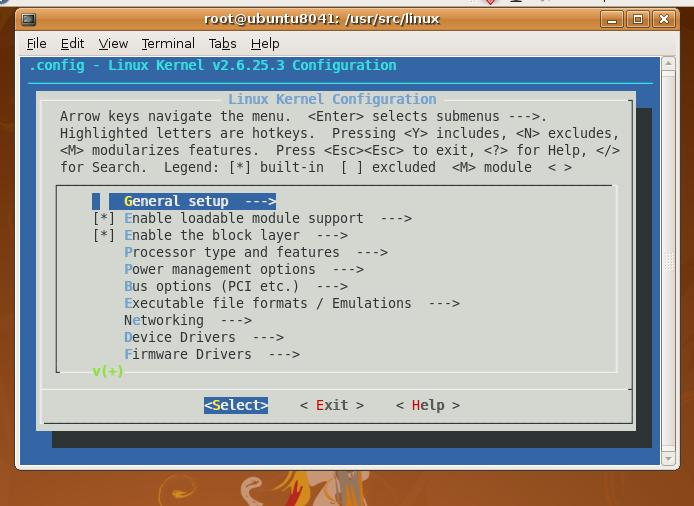 root@ubuntu8041: /usr/src/linux
File Edit View Terminal Tabs Help
.config - Linux Kernel v2.6.25.3 Configuration
Linux Kernel Configuration
Arrow keys navigate the menu. <Enter> selects submenus --->.
Highlighted letters are hotkeys. Pressing <Y> includes, <N> excludes,
<M> modularizes features. Press <Esc><Esc> to exit, <?> for Help, </>
for Search. Legend: [*] built-in [ ] excluded <M> module < >
General setup --->
[*] Enable loadable module support --->
[*] Enable the block layer --->
Processor type and features --->
Power management options --->
Bus options (PCI etc.) --->
Executable file formats / Emulations --->
Networking --->
Device Drivers --->
Firmware Drivers --->
v(+)
<Select> < Exit > < Help >